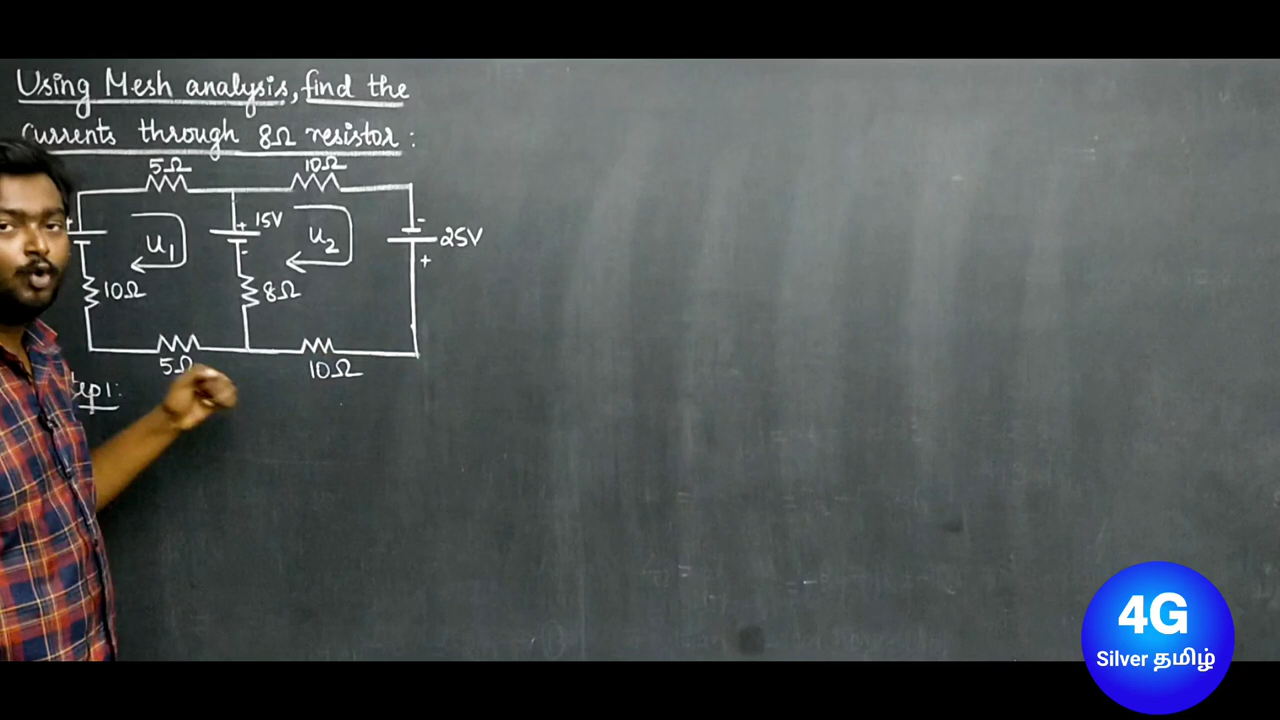 Using Mesh analysis, find the
currents through 8Ω resistor:
5Ω 10Ω
+ + 15V -
u1 u2 25V
- +
10Ω 8Ω
5Ω 10Ω
tep1:
4G
Silver தமிழ்